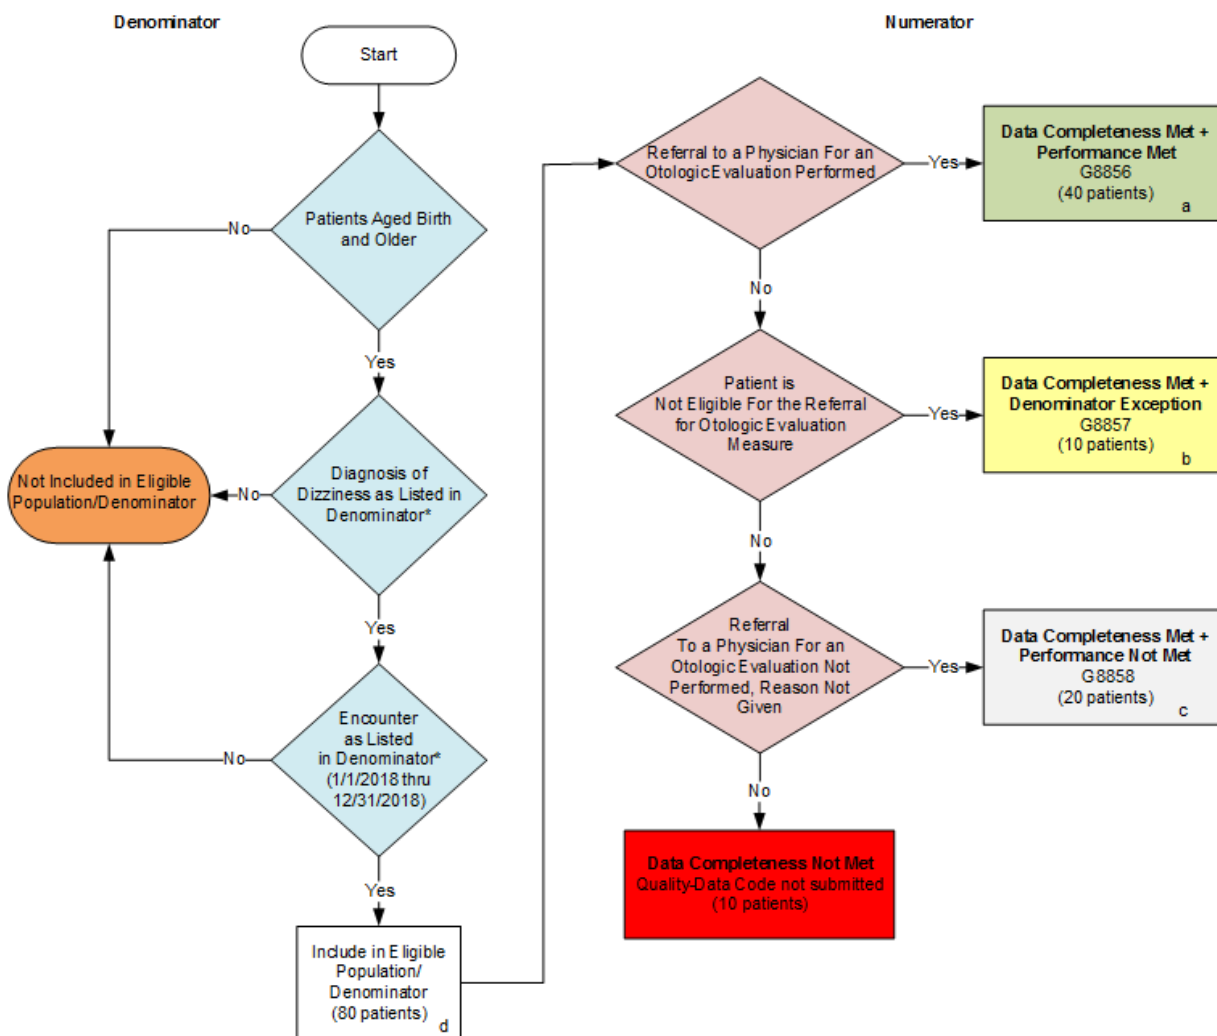 Denominator
Numerator
Start
Patients Aged Birth
and Older
No
Yes
Diagnosis of
Dizziness as Listed in
Denominator*
No
Not Included in Eligible
Population/Denominator
Yes
Encounter
as Listed
in Denominator*
(1/1/2018 thru
12/31/2018)
No
Yes
Include in Eligible
Population/
Denominator
(80 patients)
d
Referral to a Physician For an
Otologic Evaluation Performed
Yes
Data Completeness Met +
Performance Met
G8856
(40 patients)
a
No
Patient is
Not Eligible For the Referral
for Otologic Evaluation
Measure
Yes
Data Completeness Met +
Denominator Exception
G8857
(10 patients)
b
No
Referral
To a Physician For an
Otologic Evaluation Not
Performed, Reason Not
Given
Yes
Data Completeness Met +
Performance Not Met
G8858
(20 patients)
c
No
Data Completeness Not Met
Quality-Data Code not submitted
(10 patients)